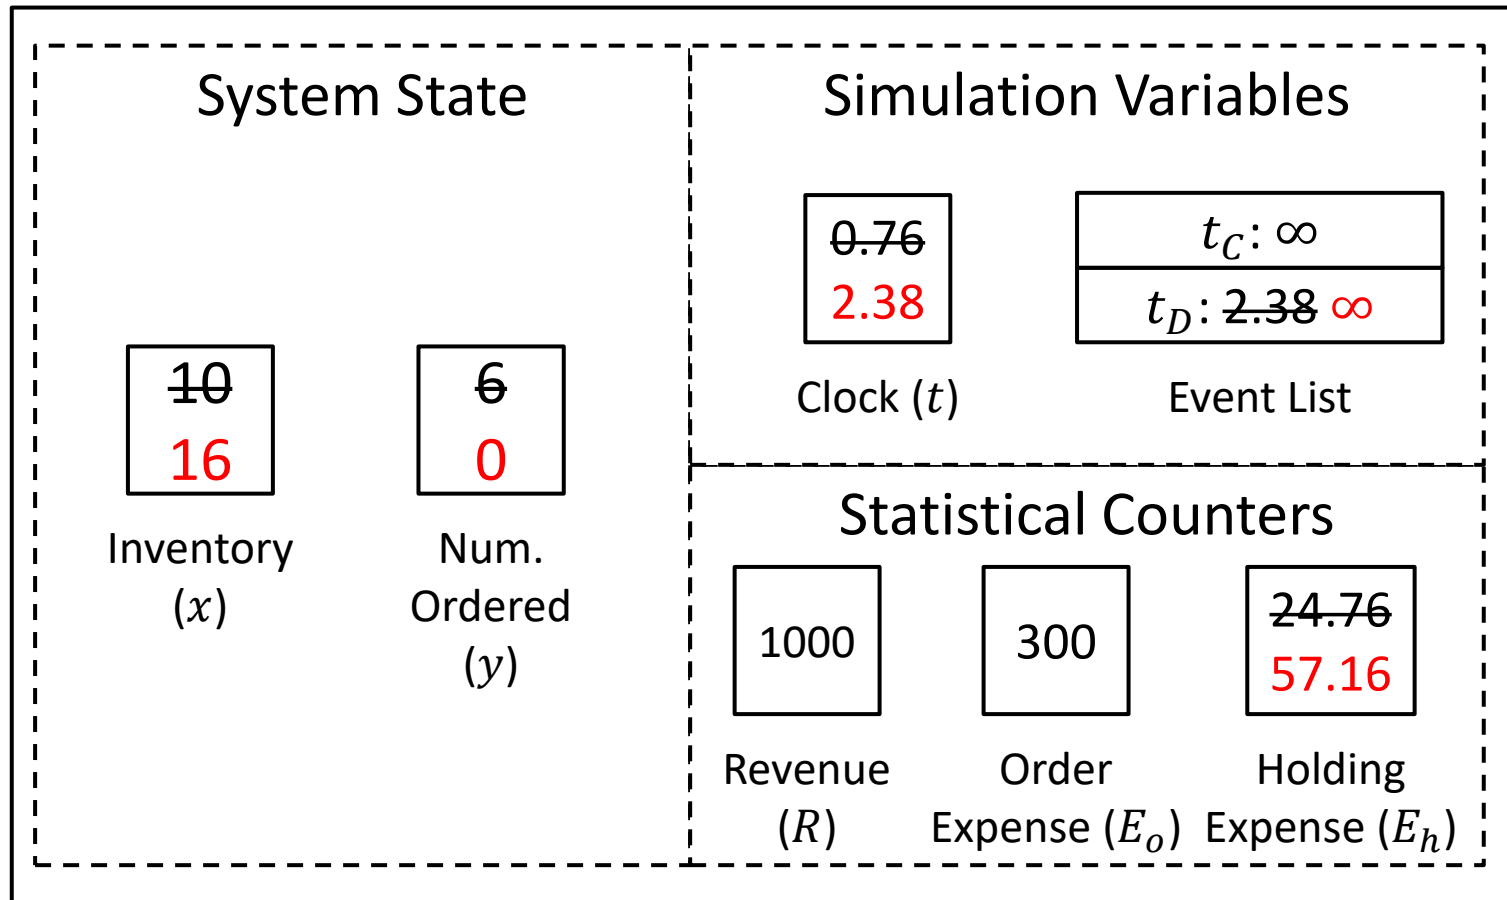 System State
10
16
Inventory
(x)
6
0
Num.
Ordered
(y)
Simulation Variables
0.76
2.38
Clock (t)
t_C: ∞
t_D: 2.38 ∞
Event List
Statistical Counters
1000
Revenue
(R)
300
Order
Expense (E_o)
24.76
57.16
Holding
Expense (E_h)